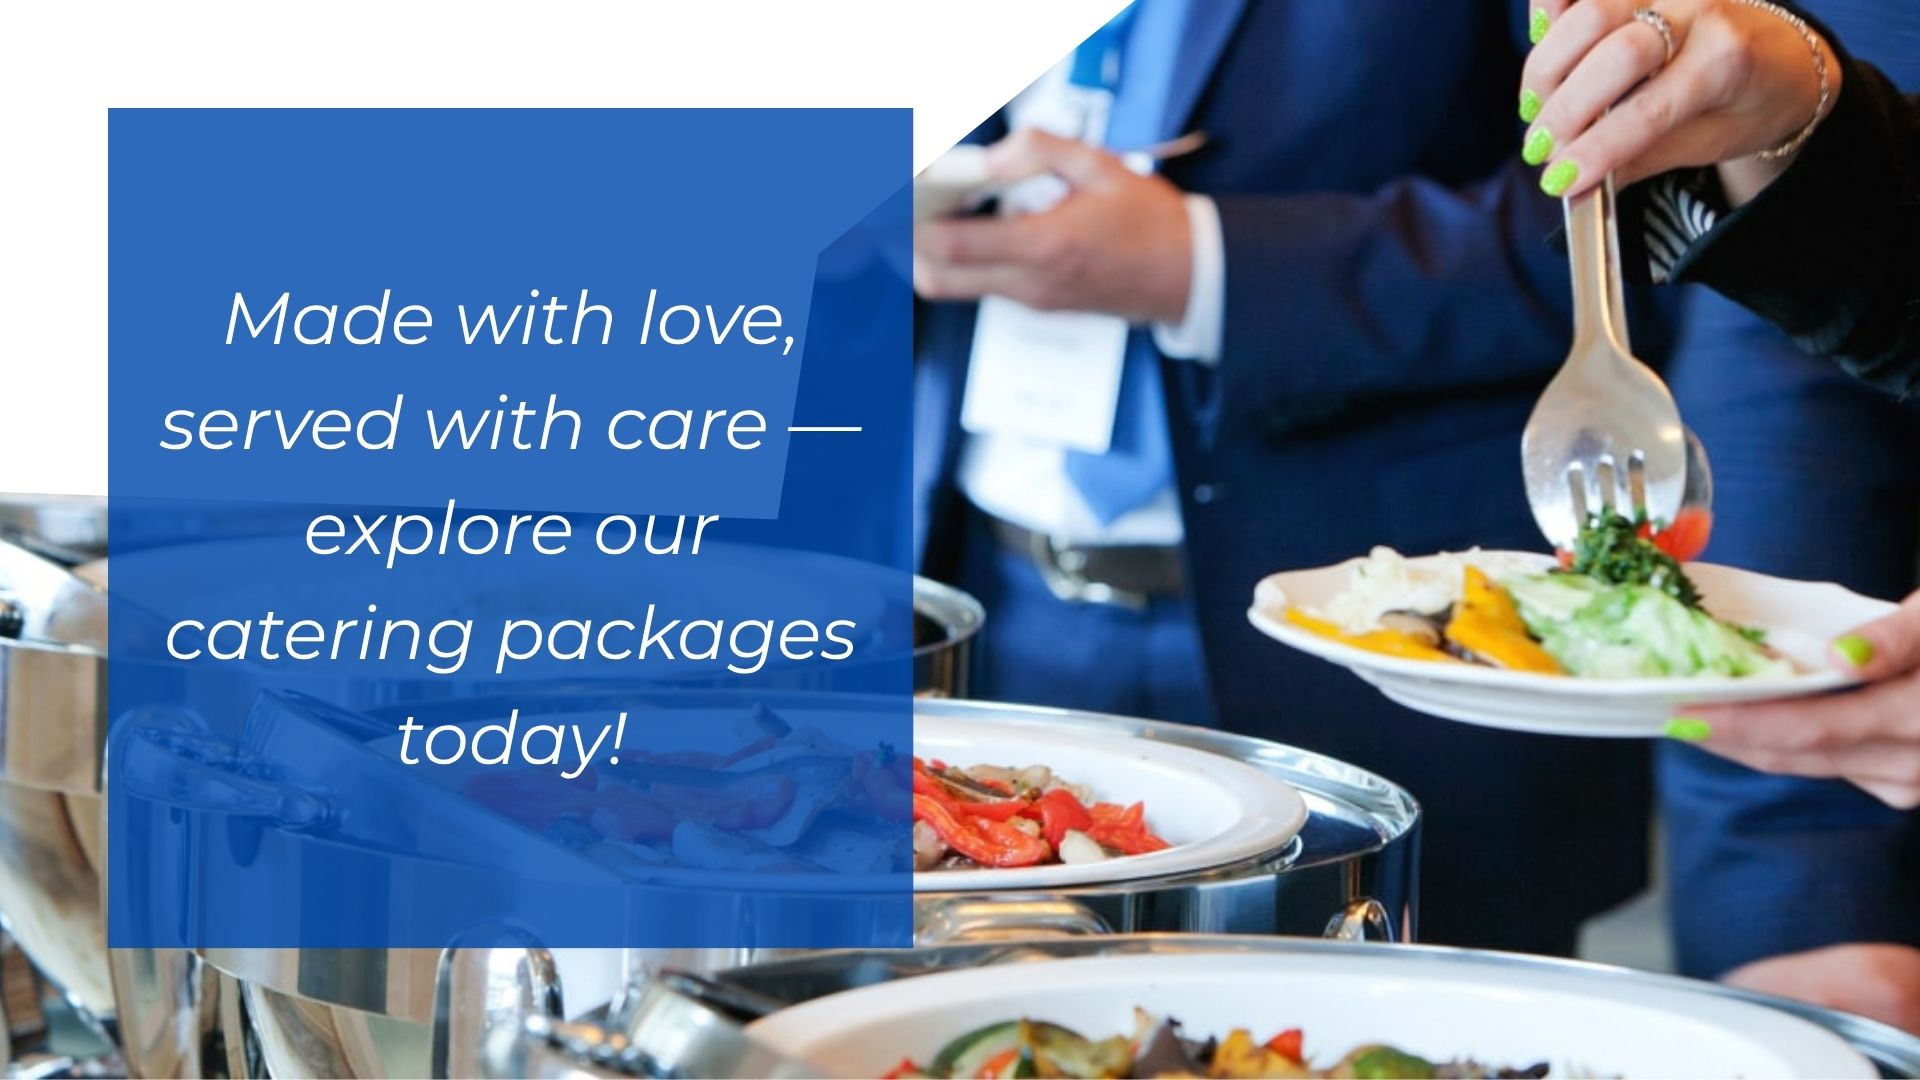 Made with love,
served with care —
explore our
catering packages
today!